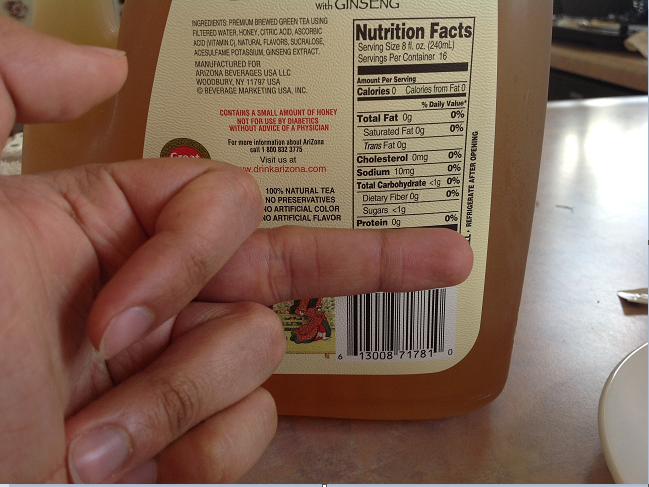 with GINSENG
INGREDIENTS: PREMIUM BREWED GREEN TEA USING
FILTERED WATER, HONEY, CITRIC ACID, ASCORBIC
ACID (VITAMIN C), NATURAL FLAVORS, SUCRALOSE,
ACESULFAME POTASSIUM, GINSENG EXTRACT.
MANUFACTURED FOR
ARIZONA BEVERAGES USA LLC
WOODBURY, NY 11797 USA
© BEVERAGE MARKETING USA, INC.
CONTAINS A SMALL AMOUNT OF HONEY
NOT FOR USE BY DIABETICS
WITHOUT ADVICE OF A PHYSICIAN
For more information about AriZona
call 1 800 832 3775
Visit us at
w.drinkarizona.com
Great
100% NATURAL TEA
NO PRESERVATIVES
NO ARTIFICIAL COLOR
NO ARTIFICIAL FLAVOR
Nutrition Facts
Serving Size 8 fl. oz. (240mL)
Servings Per Container 16
Amount Per Serving
Calories 0 Calories from Fat 0
% Daily Value*
Total Fat 0g 0%
Saturated Fat 0g 0%
Trans Fat 0g
Cholesterol 0mg 0%
Sodium 10mg 0%
Total Carbohydrate <1g 0%
Dietary Fiber 0g 0%
Sugars <1g
Protein 0g 0%
• REFRIGERATE AFTER OPENING
6 13008 71781 0